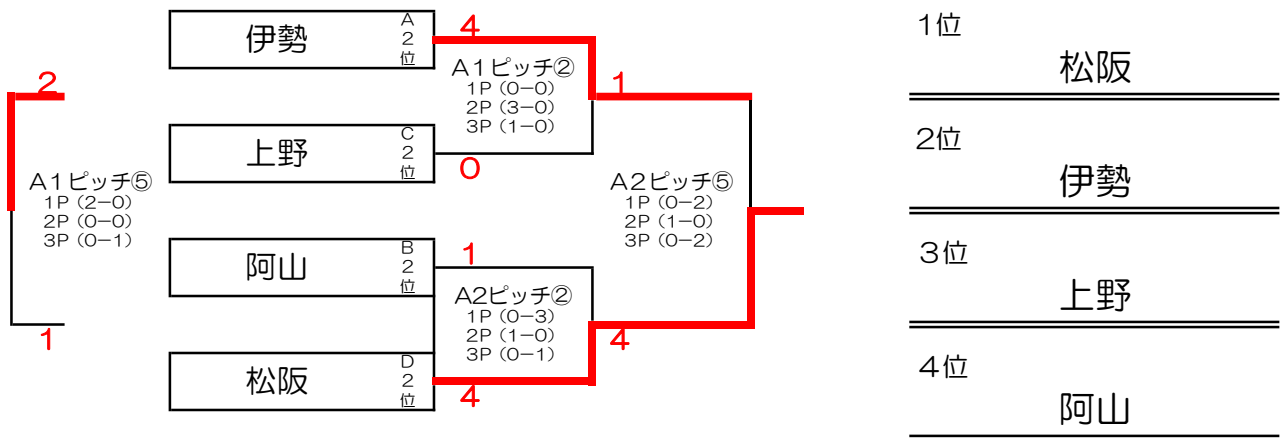 2
A1ピッチ⑤
1P (2-0)
2P (0-0)
3P (0-1)
1
伊勢
A2位
上野
C2位
阿山
B2位
松阪
D2位
4
A1ピッチ②
1P (0-0)
2P (3-0)
3P (1-0)
0
1
A2ピッチ②
1P (0-3)
2P (1-0)
3P (0-1)
4
1
A2ピッチ⑤
1P (0-2)
2P (1-0)
3P (0-2)
4
1位
松阪
2位
伊勢
3位
上野
4位
阿山